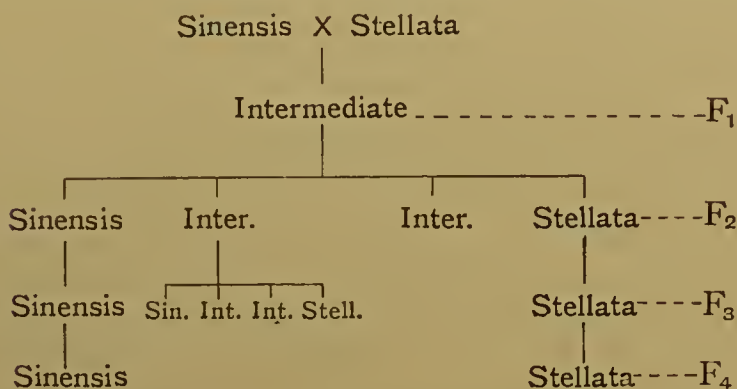 Sinensis X Stellata
Intermediate F₁
Sinensis Inter. Inter. Stellata F₂
Sinensis Sin. Int. Int. Stell. Stellata F₃
Sinensis Stellata F₄